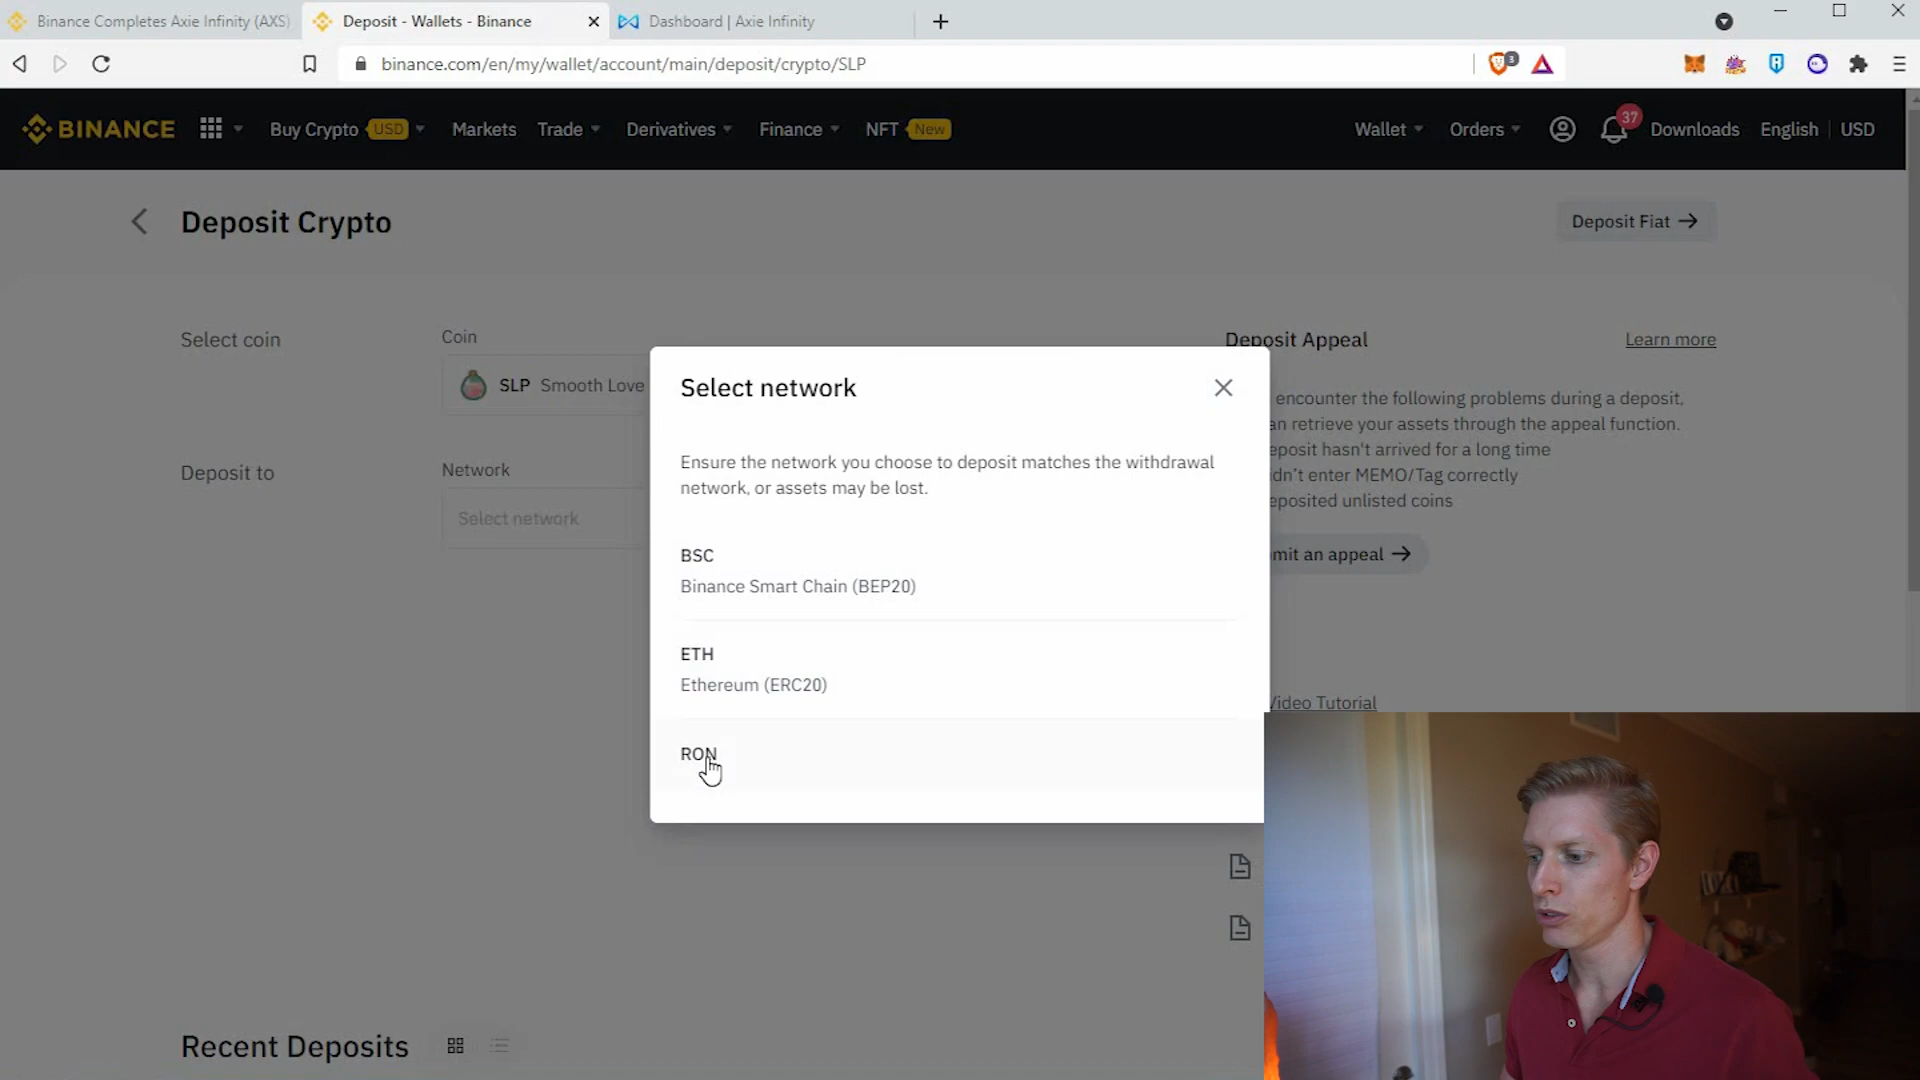 Binance Completes Axie Infinity (AXS)
Deposit - Wallets - Binance
Dashboard | Axie Infinity
binance.com/en/my/wallet/account/main/deposit/crypto/SLP
3
BINANCE
Buy Crypto USD
Markets
Trade
Derivatives
Finance
NFT New
Wallet
Orders
37
Downloads
English
USD
Deposit Crypto
Deposit Fiat →
Select coin
Coin
SLP Smooth Love
Deposit to
Network
Select network
Select network
Ensure the network you choose to deposit matches the withdrawal
network, or assets may be lost.
BSC
Binance Smart Chain (BEP20)
ETH
Ethereum (ERC20)
RON
Deposit Appeal
Learn more
encounter the following problems during a deposit,
an retrieve your assets through the appeal function.
eposit hasn't arrived for a long time
dn't enter MEMO/Tag correctly
eposited unlisted coins
mit an appeal →
Video Tutorial
Recent Deposits